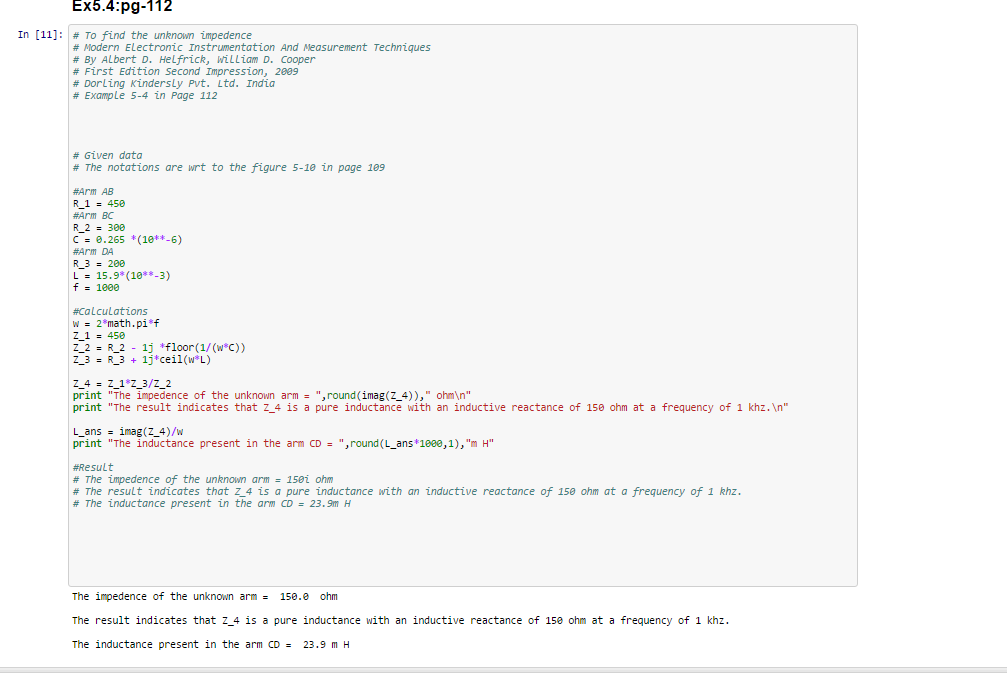 Ex5.4:pg-112
In [11]:
# To find the unknown impedence
# Modern Electronic Instrumentation And Measurement Techniques
# By Albert D. Helfrick, William D. Cooper
# First Edition Second Impression, 2009
# Dorling Kindersly Pvt. Ltd. India
# Example 5-4 in Page 112
# Given data
# The notations are wrt to the figure 5-10 in page 109
#Arm AB
R_1 = 450
#Arm BC
R_2 = 300
C = 0.265 *(10**-6)
#Arm DA
R_3 = 200
L = 15.9*(10**-3)
f = 1000
#Calculations
w = 2*math.pi*f
Z_1 = 450
Z_2 = R_2 - 1j *floor(1/(w*C))
Z_3 = R_3 + 1j*ceil(w*L)
Z_4 = Z_1*Z_3/Z_2
print "The impedence of the unknown arm = ",round(imag(Z_4))," ohm\n"
print "The result indicates that Z_4 is a pure inductance with an inductive reactance of 150 ohm at a frequency of 1 khz.\n"
L_ans = imag(Z_4)/w
print "The inductance present in the arm CD = ",round(L_ans*1000,1),"m H"
#Result
# The impedence of the unknown arm = 150i ohm
# The result indicates that Z_4 is a pure inductance with an inductive reactance of 150 ohm at a frequency of 1 khz.
# The inductance present in the arm CD = 23.9m H
The impedence of the unknown arm =  150.0  ohm
The result indicates that Z_4 is a pure inductance with an inductive reactance of 150 ohm at a frequency of 1 khz.
The inductance present in the arm CD =  23.9 m H